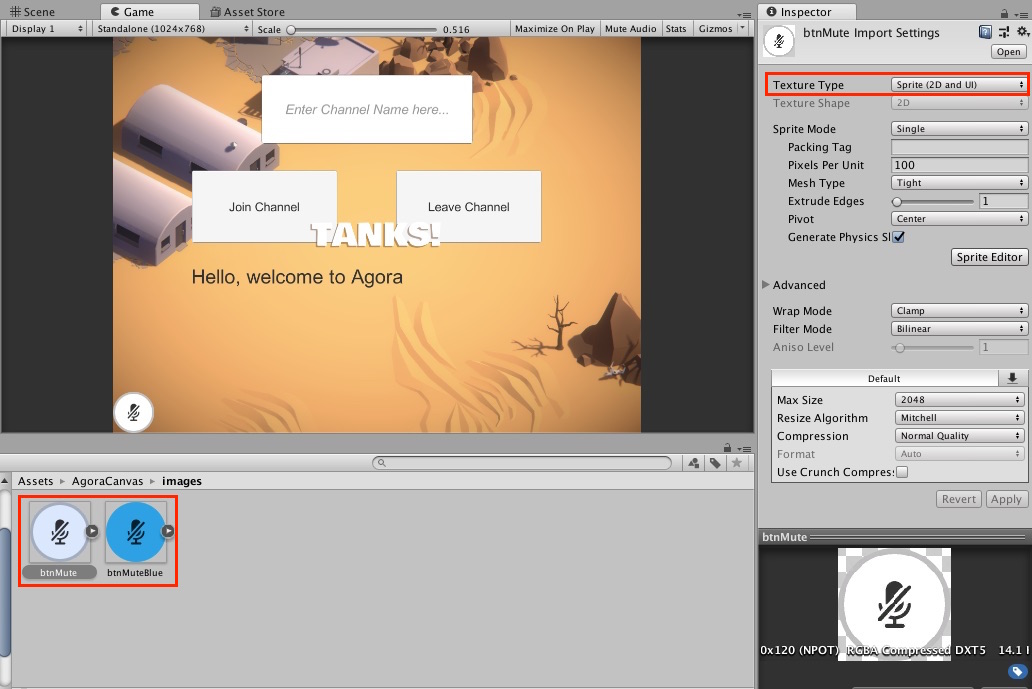 Scene
Game
Asset Store
Display 1
Standalone (1024x768)
Scale
0.516
Maximize On Play
Mute Audio
Stats
Gizmos
Enter Channel Name here...
Join Channel
Leave Channel
TANKS!
Hello, welcome to Agora
Assets
AgoraCanvas
images
btnMute
btnMuteBlue
Inspector
btnMute Import Settings
Open
Texture Type
Sprite (2D and UI)
Texture Shape
2D
Sprite Mode
Single
Packing Tag
Pixels Per Unit
100
Mesh Type
Tight
Extrude Edges
1
Pivot
Center
Generate Physics Sl
Sprite Editor
Advanced
Wrap Mode
Clamp
Filter Mode
Bilinear
Aniso Level
1
Default
Max Size
2048
Resize Algorithm
Mitchell
Compression
Normal Quality
Format
Auto
Use Crunch Compres
Revert
Apply
btnMute
0x120 (NPOT) RGBA Compressed DXT5 14.1